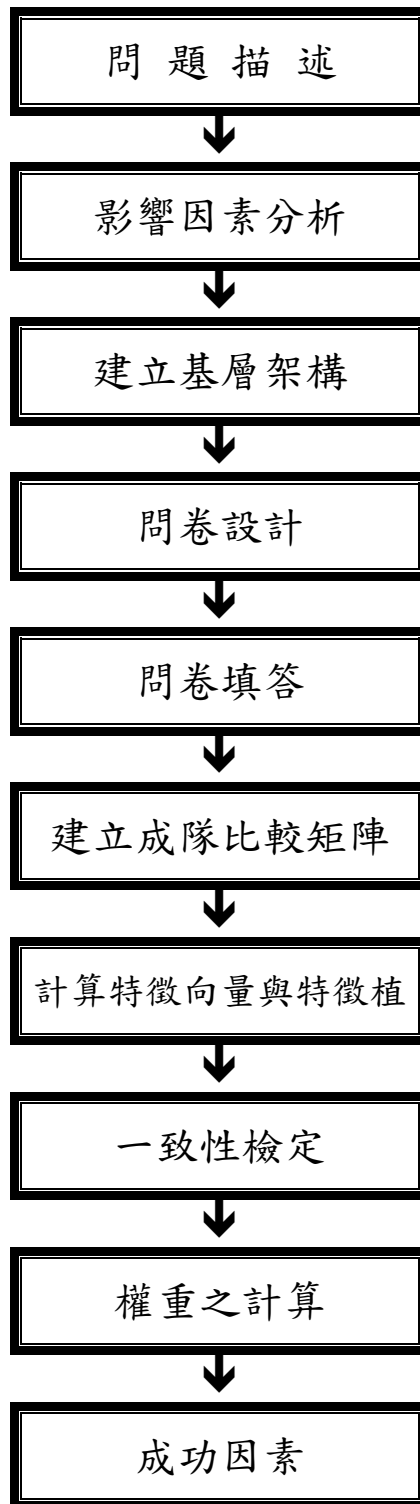 問 題 描 述
影響因素分析
建立基層架構
問卷設計
問卷填答
建立成隊比較矩陣
計算特徵向量與特徵植
一致性檢定
權重之計算
成功因素